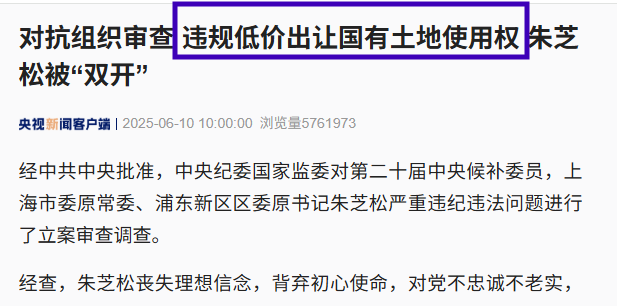 对抗组织审查 违规低价出让国有土地使用权 朱芝
松被“双开”
央视新闻客户端 | 2025-06-10 10:00:00 浏览量5761973
经中共中央批准，中央纪委国家监委对第二十届中央候补委员，上
海市委原常委、浦东新区区委原书记朱芝松严重违纪违法问题进行
了立案审查调查。
经查，朱芝松丧失理想信念，背弃初心使命，对党不忠诚不老实，